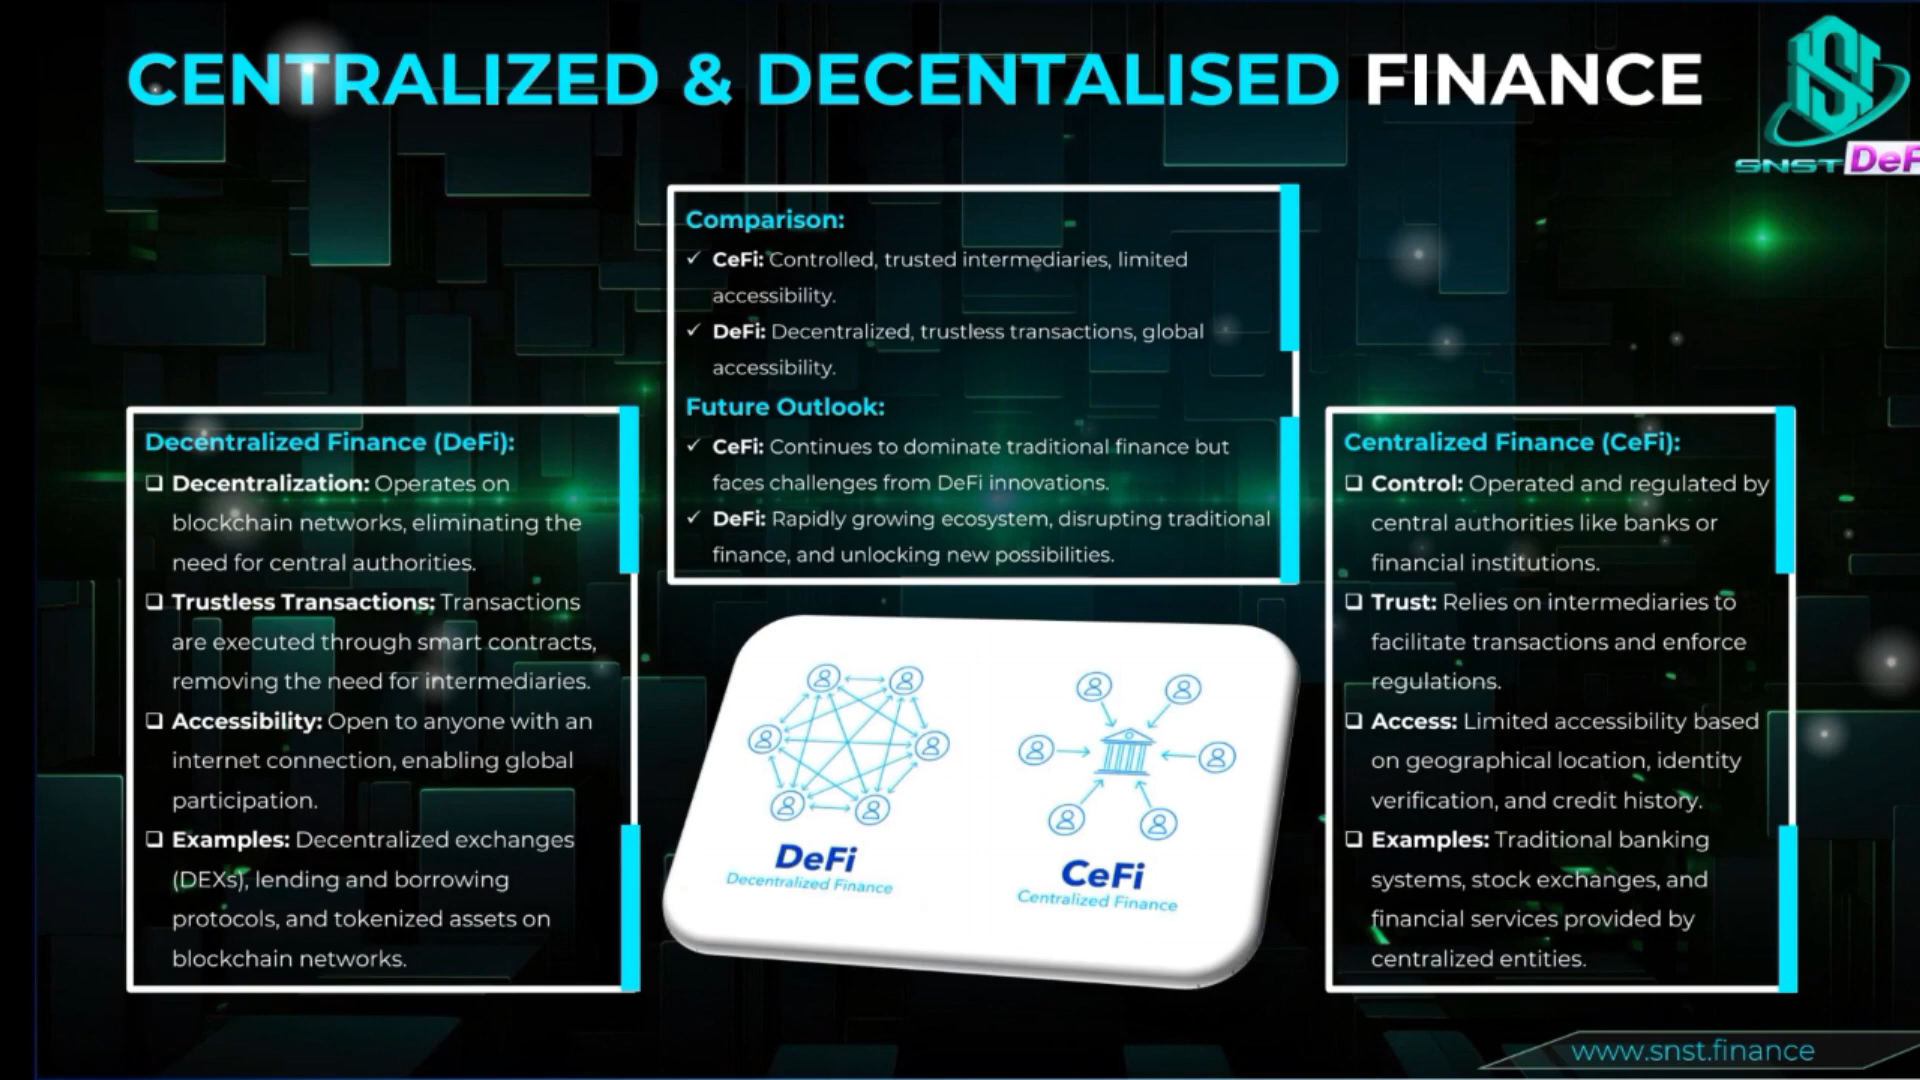 CENTRALIZED & DECENTALISED FINANCE
SNST DeF
Comparison:
✓ CeFi: Controlled, trusted intermediaries, limited
accessibility.
✓ DeFi: Decentralized, trustless transactions, global
accessibility.
Future Outlook:
✓ CeFi: Continues to dominate traditional finance but
faces challenges from DeFi innovations.
✓ DeFi: Rapidly growing ecosystem, disrupting traditional
finance, and unlocking new possibilities.
Decentralized Finance (DeFi):
❑ Decentralization: Operates on
blockchain networks, eliminating the
need for central authorities.
❑ Trustless Transactions: Transactions
are executed through smart contracts,
removing the need for intermediaries.
❑ Accessibility: Open to anyone with an
internet connection, enabling global
participation.
❑ Examples: Decentralized exchanges
(DEXs), lending and borrowing
protocols, and tokenized assets on
blockchain networks.
DeFi
Decentralized Finance
CeFi
Centralized Finance
Centralized Finance (CeFi):
❑ Control: Operated and regulated by
central authorities like banks or
financial institutions.
❑ Trust: Relies on intermediaries to
facilitate transactions and enforce
regulations.
❑ Access: Limited accessibility based
on geographical location, identity
verification, and credit history.
❑ Examples: Traditional banking
systems, stock exchanges, and
financial services provided by
centralized entities.
www.snst.finance